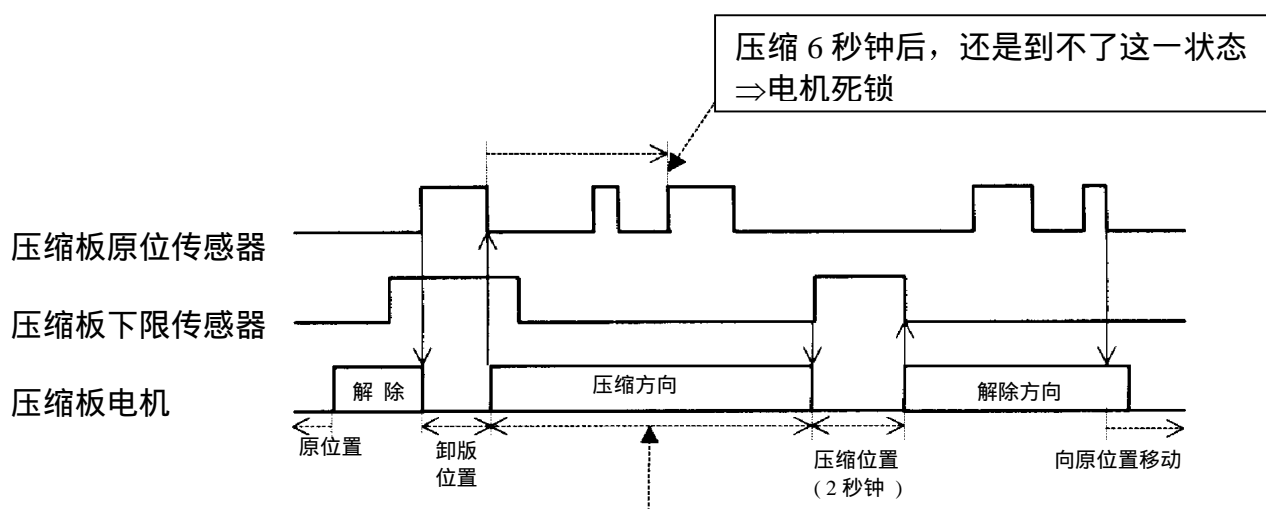 压缩 6 秒钟后，还是到不了这一状态
⇒电机死锁
压缩板原位传感器
压缩板下限传感器
压缩板电机
解 除
压缩方向
解除方向
原位置
卸版
位置
压缩位置
( 2 秒钟 )
向原位置移动